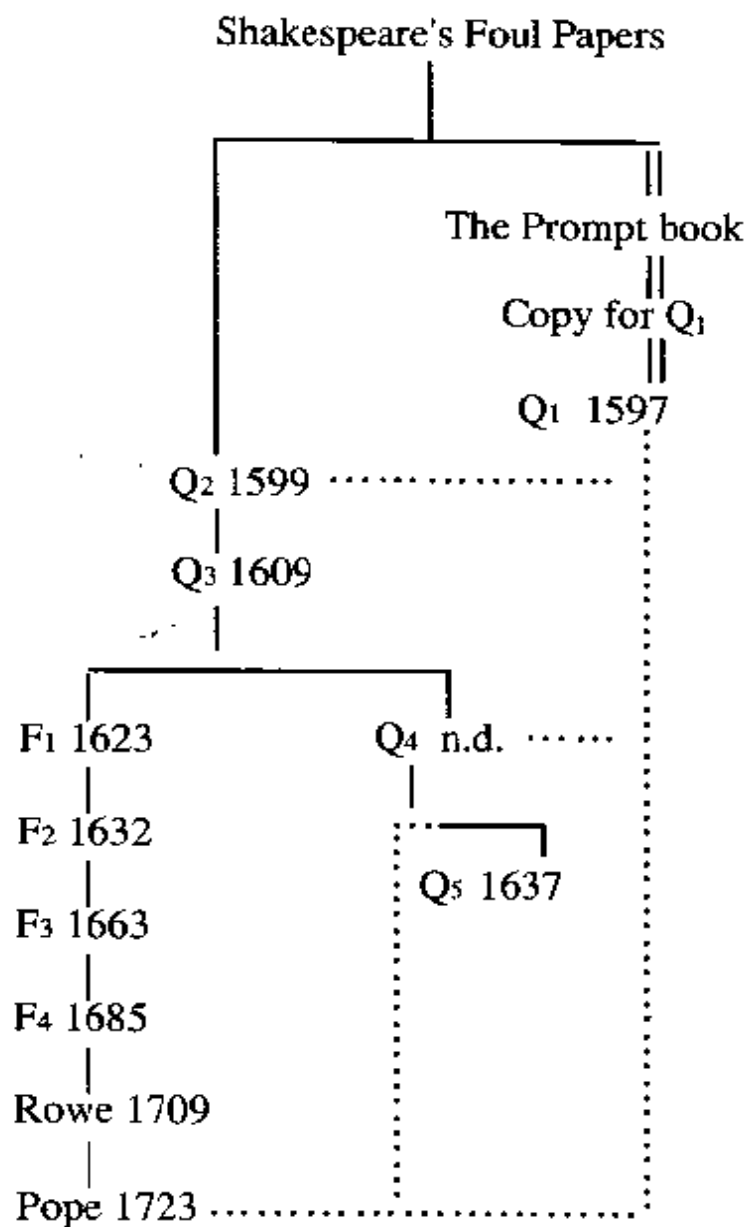 Shakespeare's Foul Papers
The Prompt book
Copy for Q1
Q1 1597
Q2 1599
Q3 1609
F1 1623
Q4 n.d.
F2 1632
Q5 1637
F3 1663
F4 1685
Rowe 1709
Pope 1723